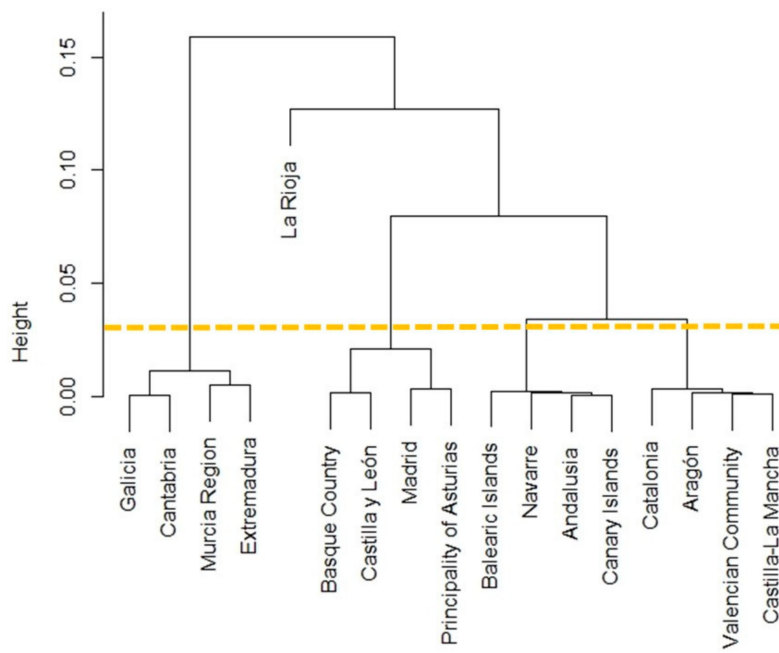 0.15
0.10
0.05
0.00
Height
La Rioja
Galicia
Cantabria
Murcia Region
Extremadura
Basque Country
Castilla y León
Madrid
Principality of Asturias
Balearic Islands
Navarre
Andalusia
Canary Islands
Catalonia
Aragón
Valencian Community
Castilla-La Mancha